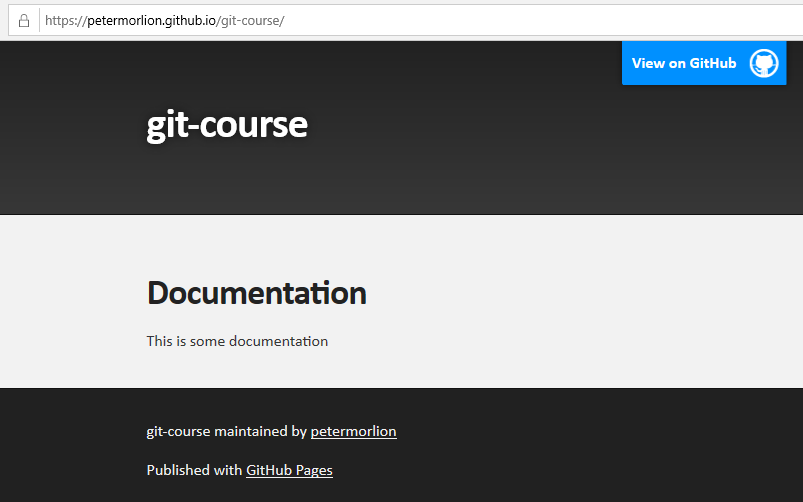 https://petermorlion.github.io/git-course/
View on GitHub
git-course
Documentation
This is some documentation
git-course maintained by petermorlion
Published with GitHub Pages